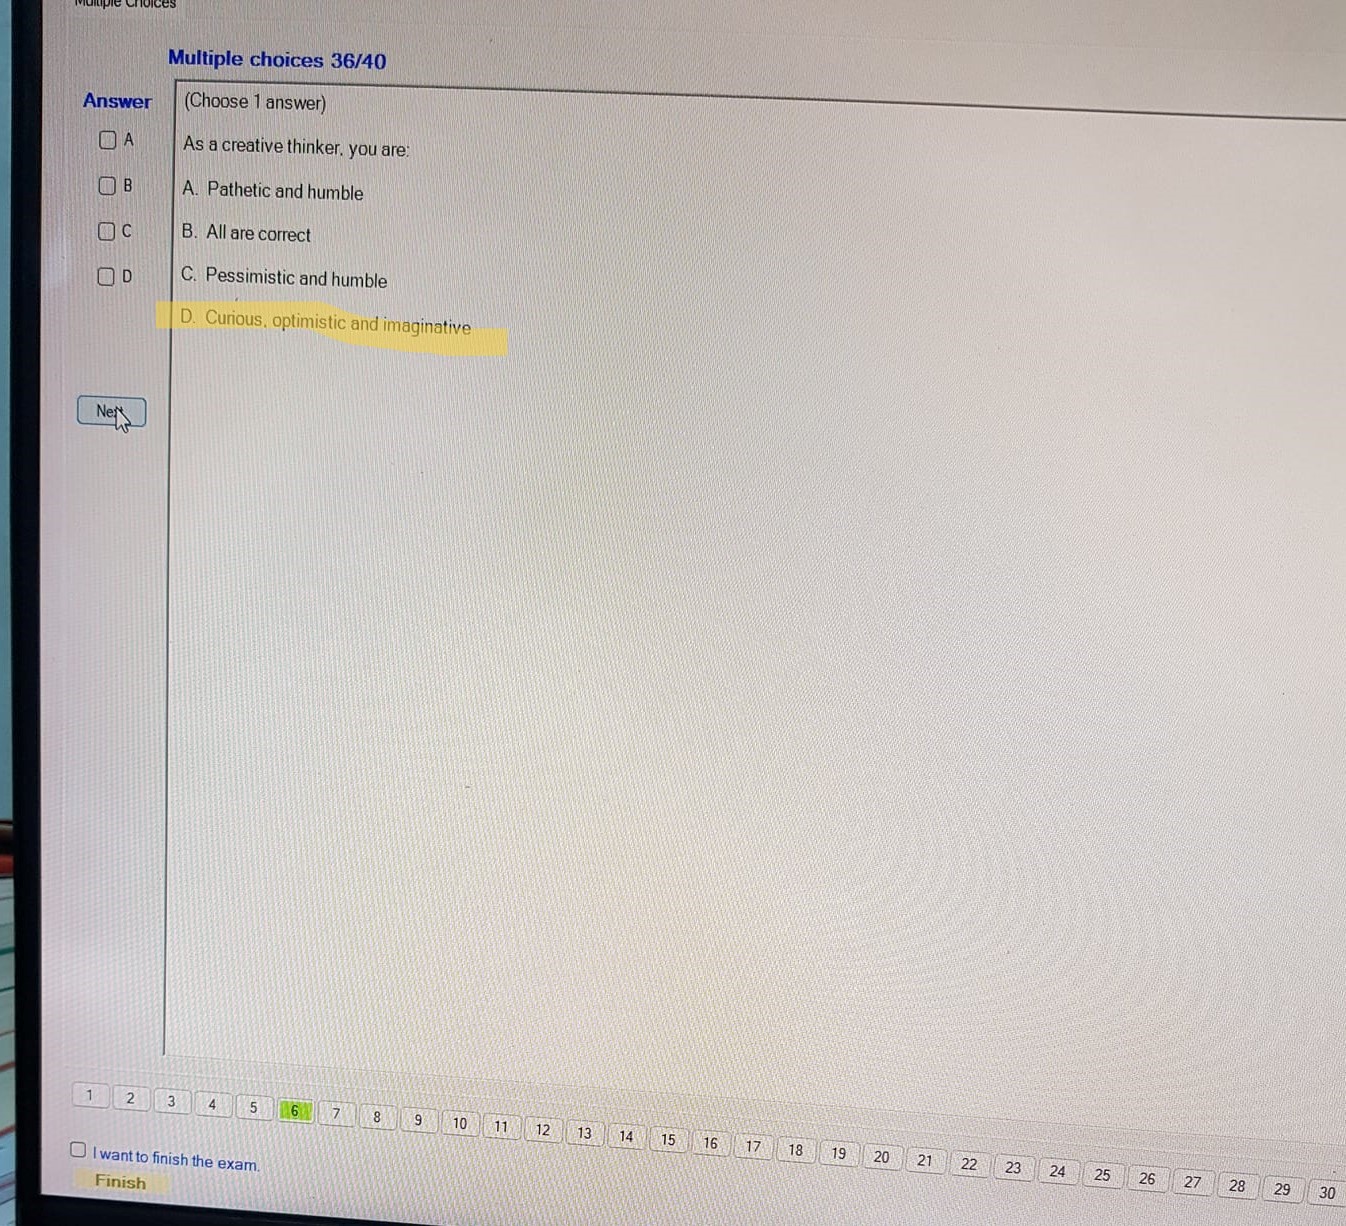 Multiple Choices
Multiple choices 36/40
Answer
(Choose 1 answer)
A
As a creative thinker, you are:
B
A. Pathetic and humble
C
B. All are correct
D
C. Pessimistic and humble
D. Curious, optimistic and imaginative
Next
1 2 3 4 5 6 7 8 9 10 11 12 13 14 15 16 17 18 19 20 21 22 23 24 25 26 27 28 29 30
I want to finish the exam.
Finish